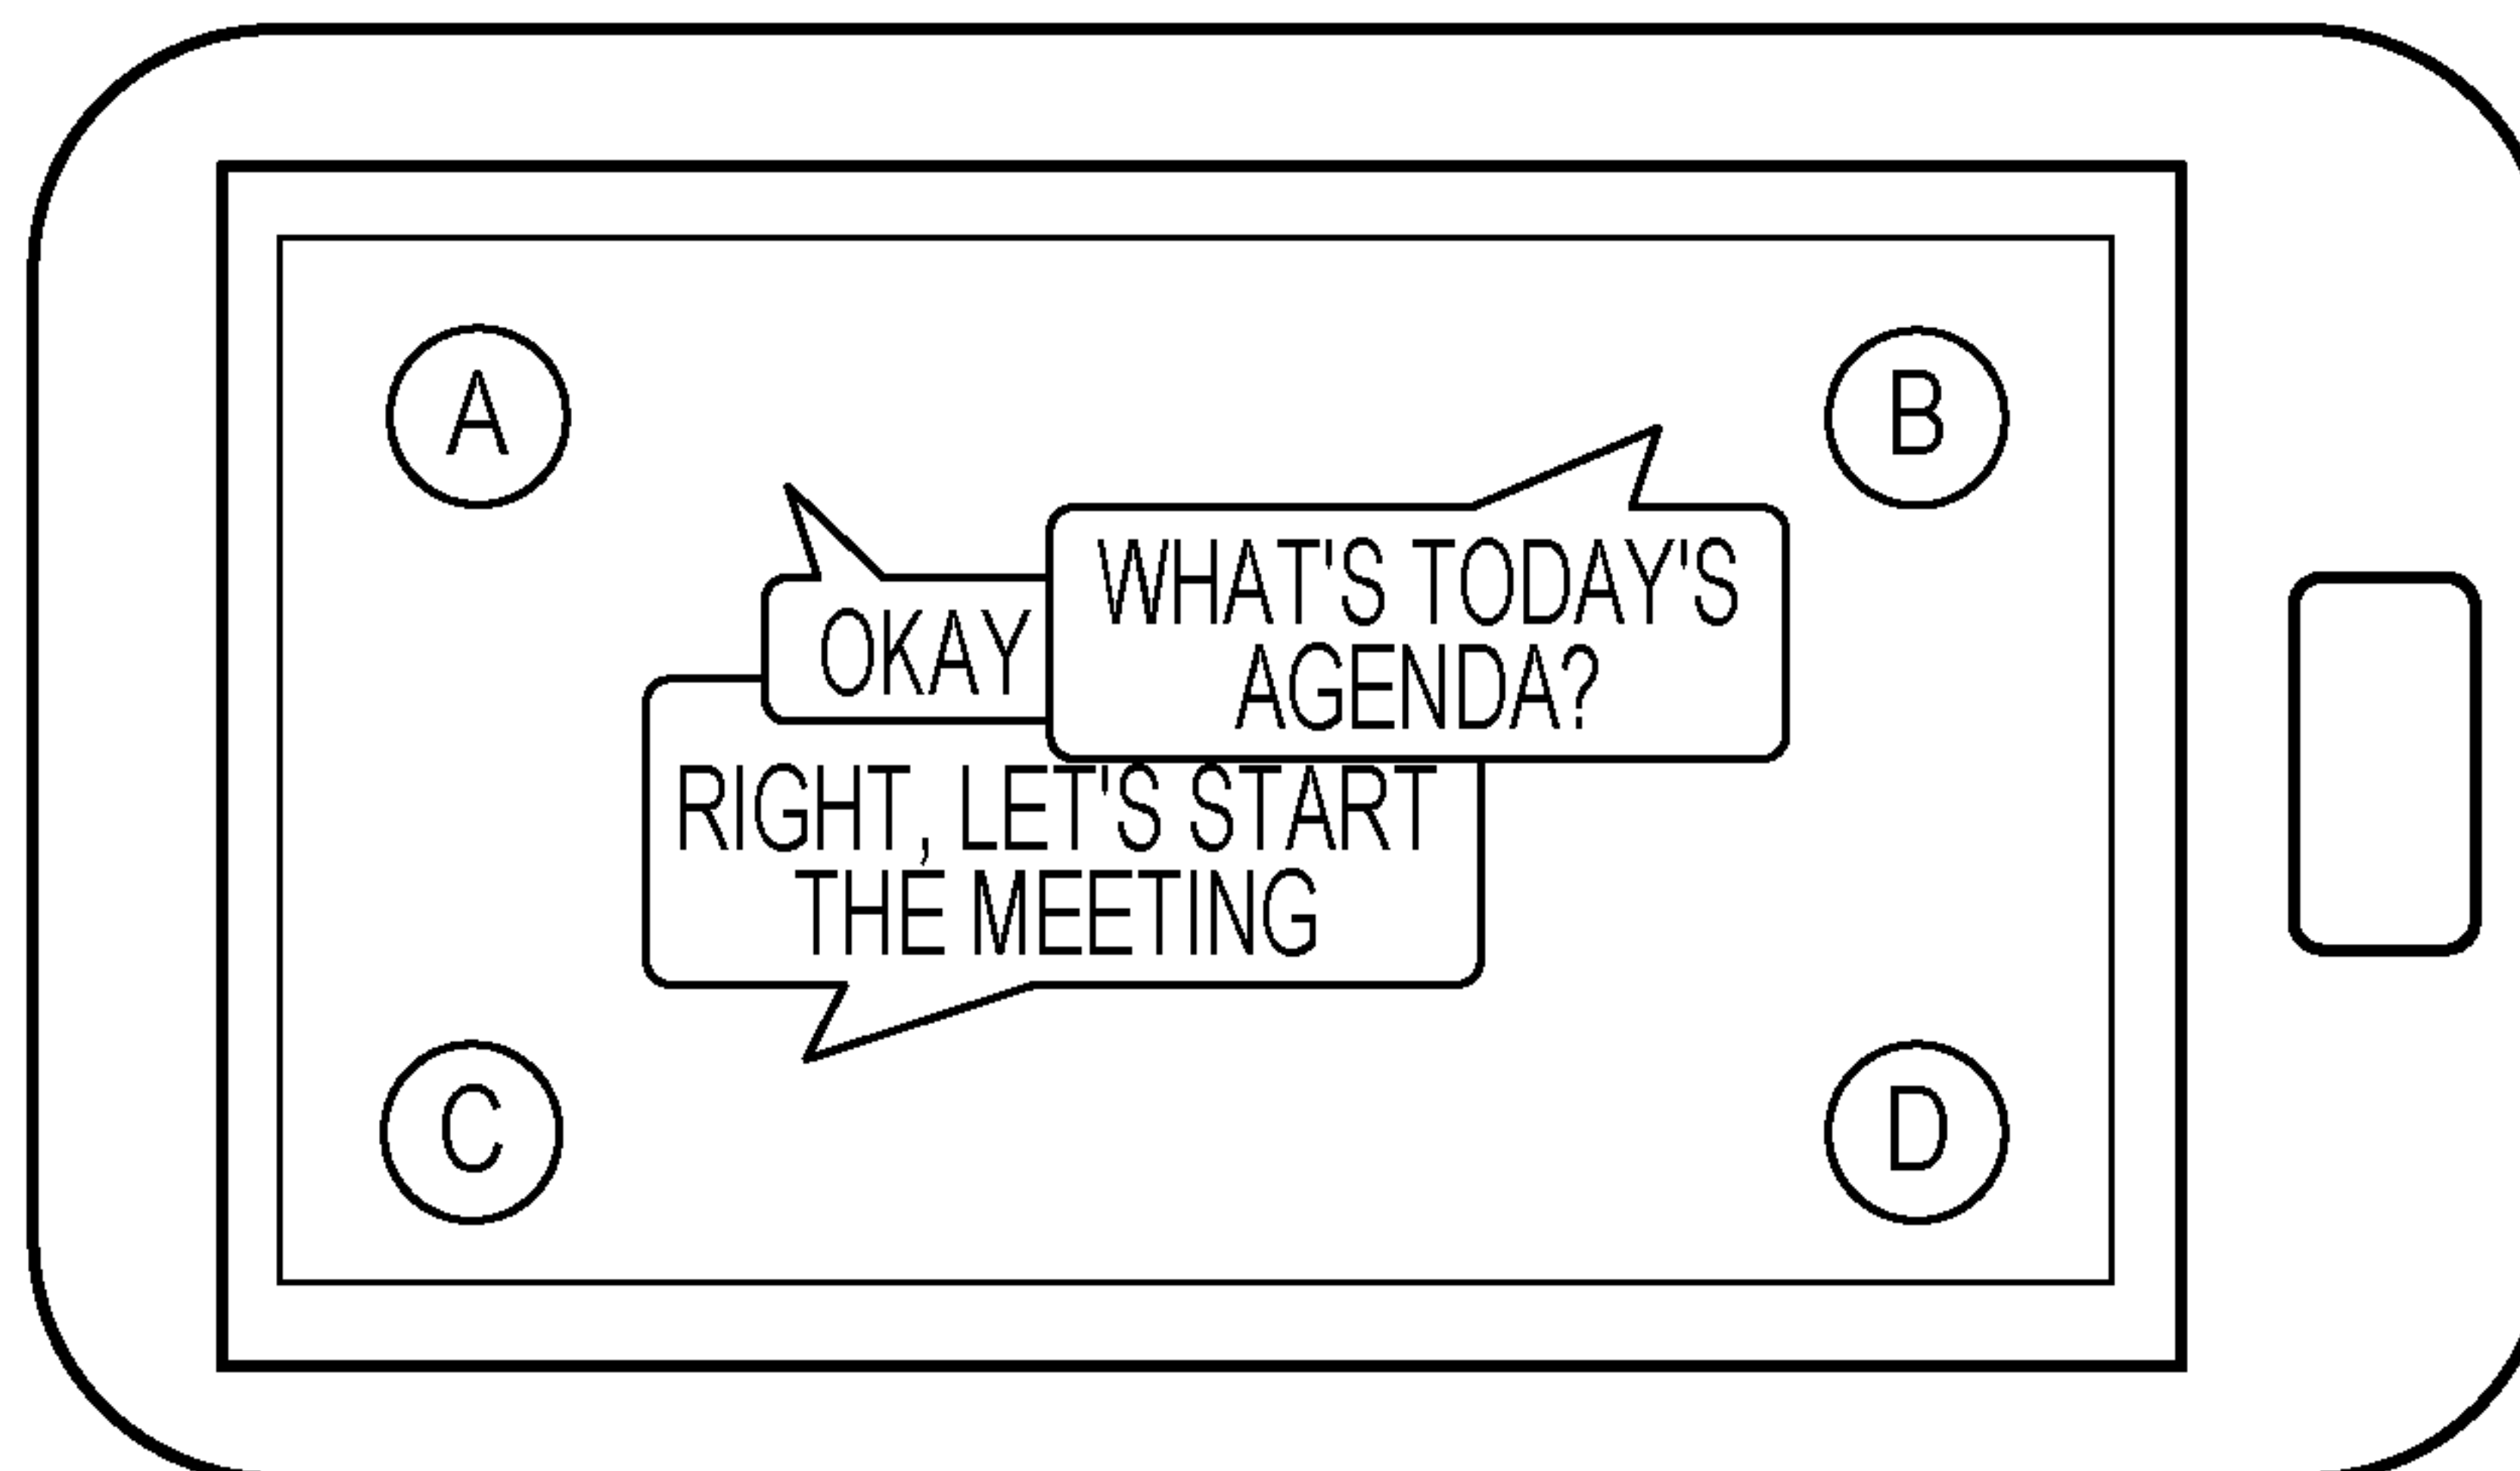 A
B
WHAT'S TODAY'S
AGENDA?
OKAY
RIGHT, LET'S START
THE MEETING
C
D